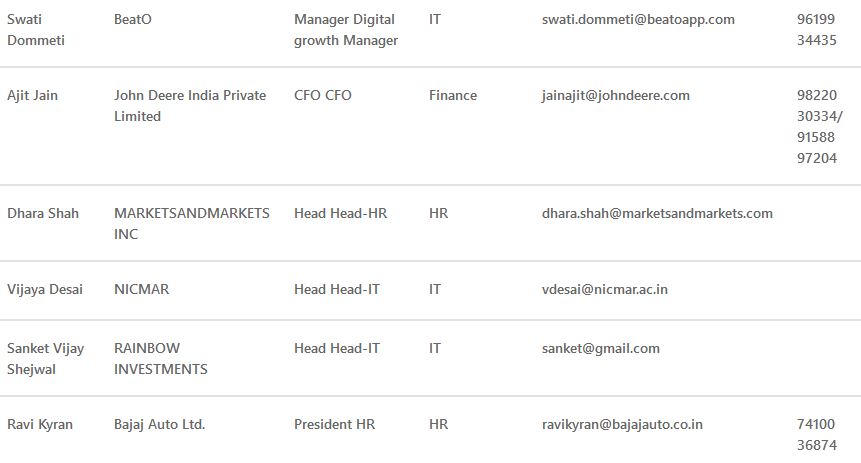 Swati BeatO Manager Digital IT swati.dommeti@beatoapp.com 96199
Dommeti growth Manager 34435
Ajit Jain John Deere India Private CFO CFO Finance jainajit@johndeere.com 98220
Limited 30334/
91588
97204
Dhara Shah MARKETSANDMARKETS Head Head-HR HR dhara.shah@marketsandmarkets.com
INC
Vijaya Desai NICMAR Head Head-IT IT vdesai@nicmar.ac.in
Sanket Vijay RAINBOW Head Head-IT IT sanket@gmail.com
Shejwal INVESTMENTS
Ravi Kyran Bajaj Auto Ltd. President HR HR ravikyran@bajajauto.co.in 74100
36874